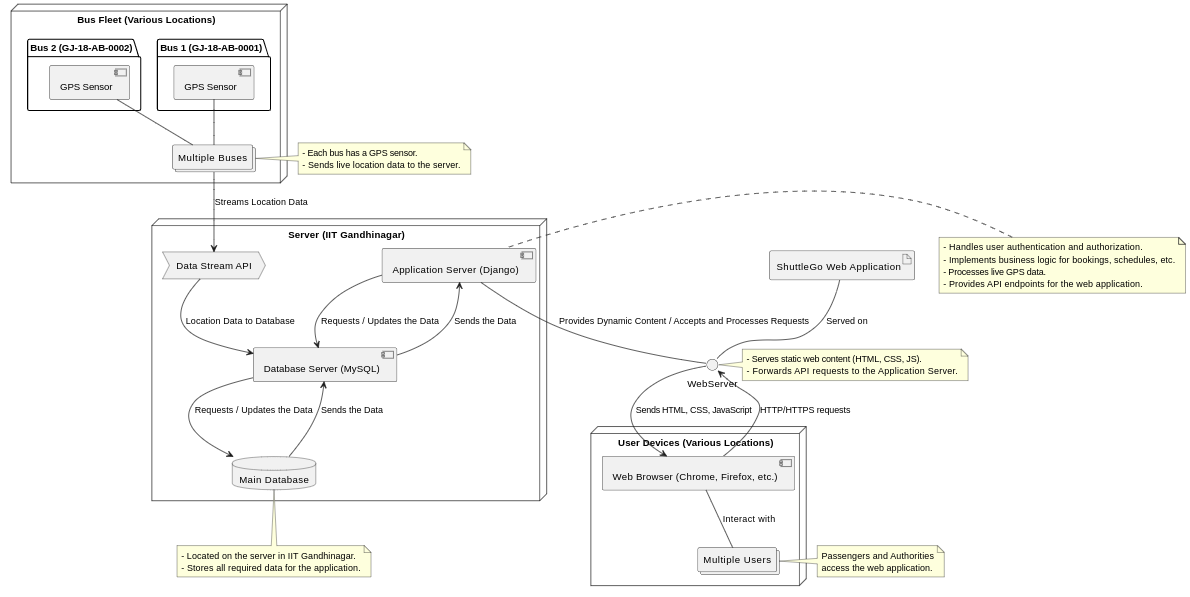 Bus Fleet (Various Locations)
Bus 2 (GJ-18-AB-0002)
Bus 1 (GJ-18-AB-0001)
GPS Sensor
GPS Sensor
Multiple Buses
- Each bus has a GPS sensor.
- Sends live location data to the server.
Streams Location Data
Server (IIT Gandhinagar)
Data Stream API
Application Server (Django)
ShuttleGo Web Application
- Handles user authentication and authorization.
- Implements business logic for bookings, schedules, etc.
- Processes live GPS data.
- Provides API endpoints for the web application.
Location Data to Database
Requests / Updates the Data
Sends the Data
Provides Dynamic Content / Accepts and Processes Requests
Served on
Database Server (MySQL)
WebServer
- Serves static web content (HTML, CSS, JS).
- Forwards API requests to the Application Server.
Requests / Updates the Data
Sends the Data
Sends HTML, CSS, JavaScript
HTTP/HTTPS requests
User Devices (Various Locations)
Main Database
Web Browser (Chrome, Firefox, etc.)
Interact with
Multiple Users
- Located on the server in IIT Gandhinagar.
- Stores all required data for the application.
Passengers and Authorities
access the web application.